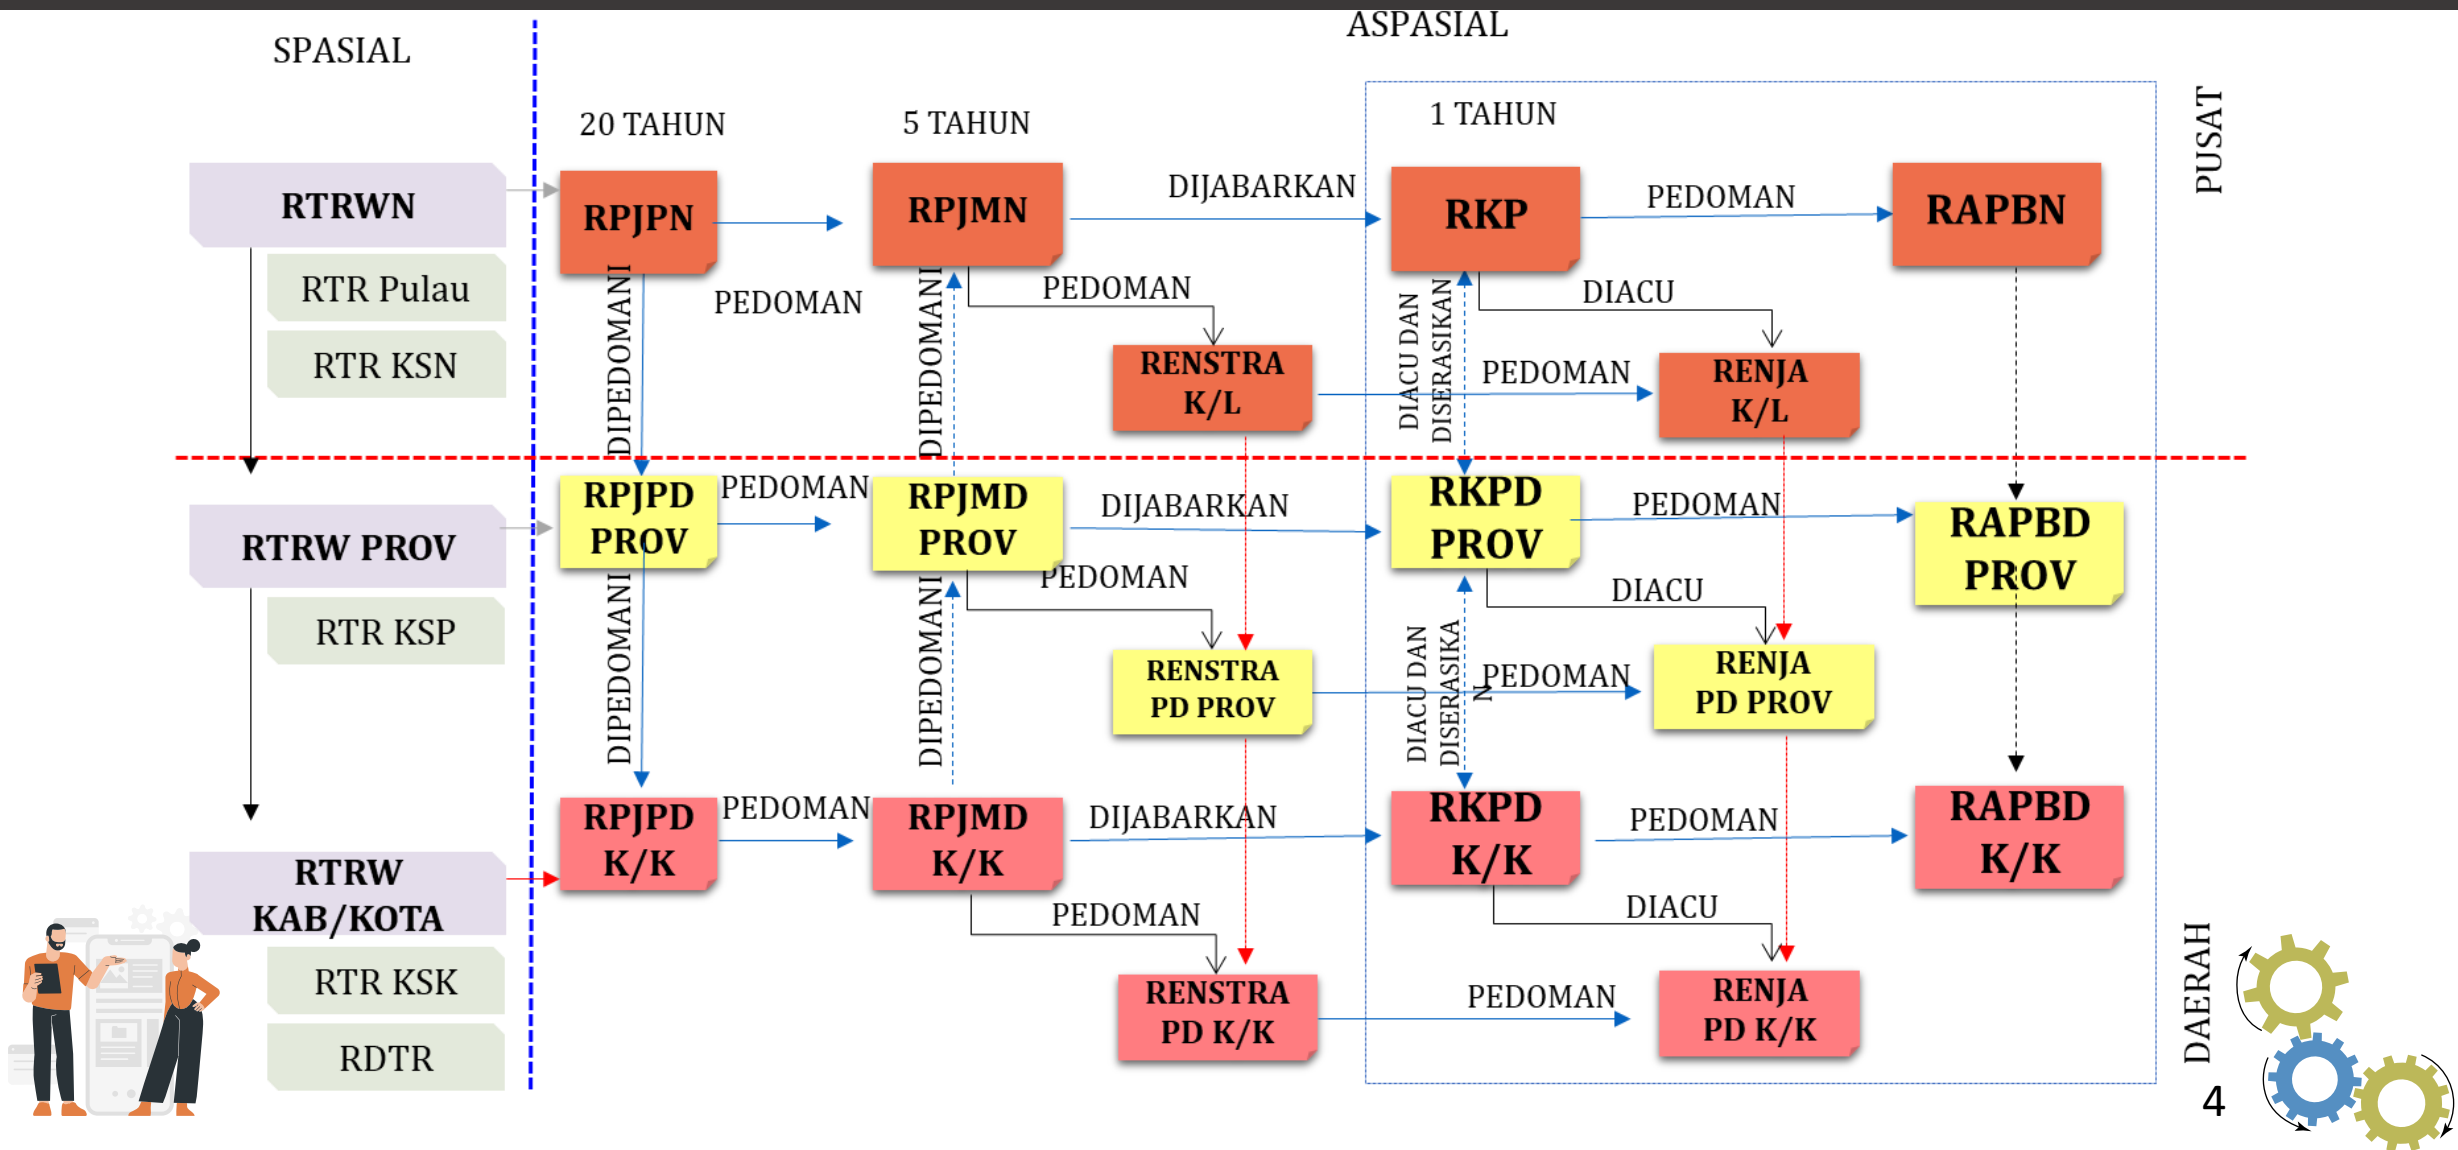 ASPASIAL
SPASIAL
20 TAHUN
5 TAHUN
1 TAHUN
PUSAT
RTRWN
RPJPN
RPJMN
DIJABARKAN
RKP
PEDOMAN
RAPBN
RTR Pulau
RTR KSN
DIPEDOMANI
PEDOMAN
DIPEDOMANI
PEDOMAN
RENSTRA
K/L
DIACU DAN
DISERASIKAN
DIACU
PEDOMAN
RENJA
K/L
RTRW PROV
RPJPD
PROV
PEDOMAN
RPJMD
PROV
DIJABARKAN
RKPD
PROV
PEDOMAN
RAPBD
PROV
RTR KSP
DIPEDOMANI
DIPEDOMANI
PEDOMAN
RENSTRA
PD PROV
DIACU DAN
DISERASIKA
N
DIACU
PEDOMAN
RENJA
PD PROV
RTRW
KAB/KOTA
RPJPD
K/K
PEDOMAN
RPJMD
K/K
DIJABARKAN
RKPD
K/K
PEDOMAN
RAPBD
K/K
RTR KSK
RDTR
PEDOMAN
RENSTRA
PD K/K
DIACU
PEDOMAN
RENJA
PD K/K
DAERAH
4